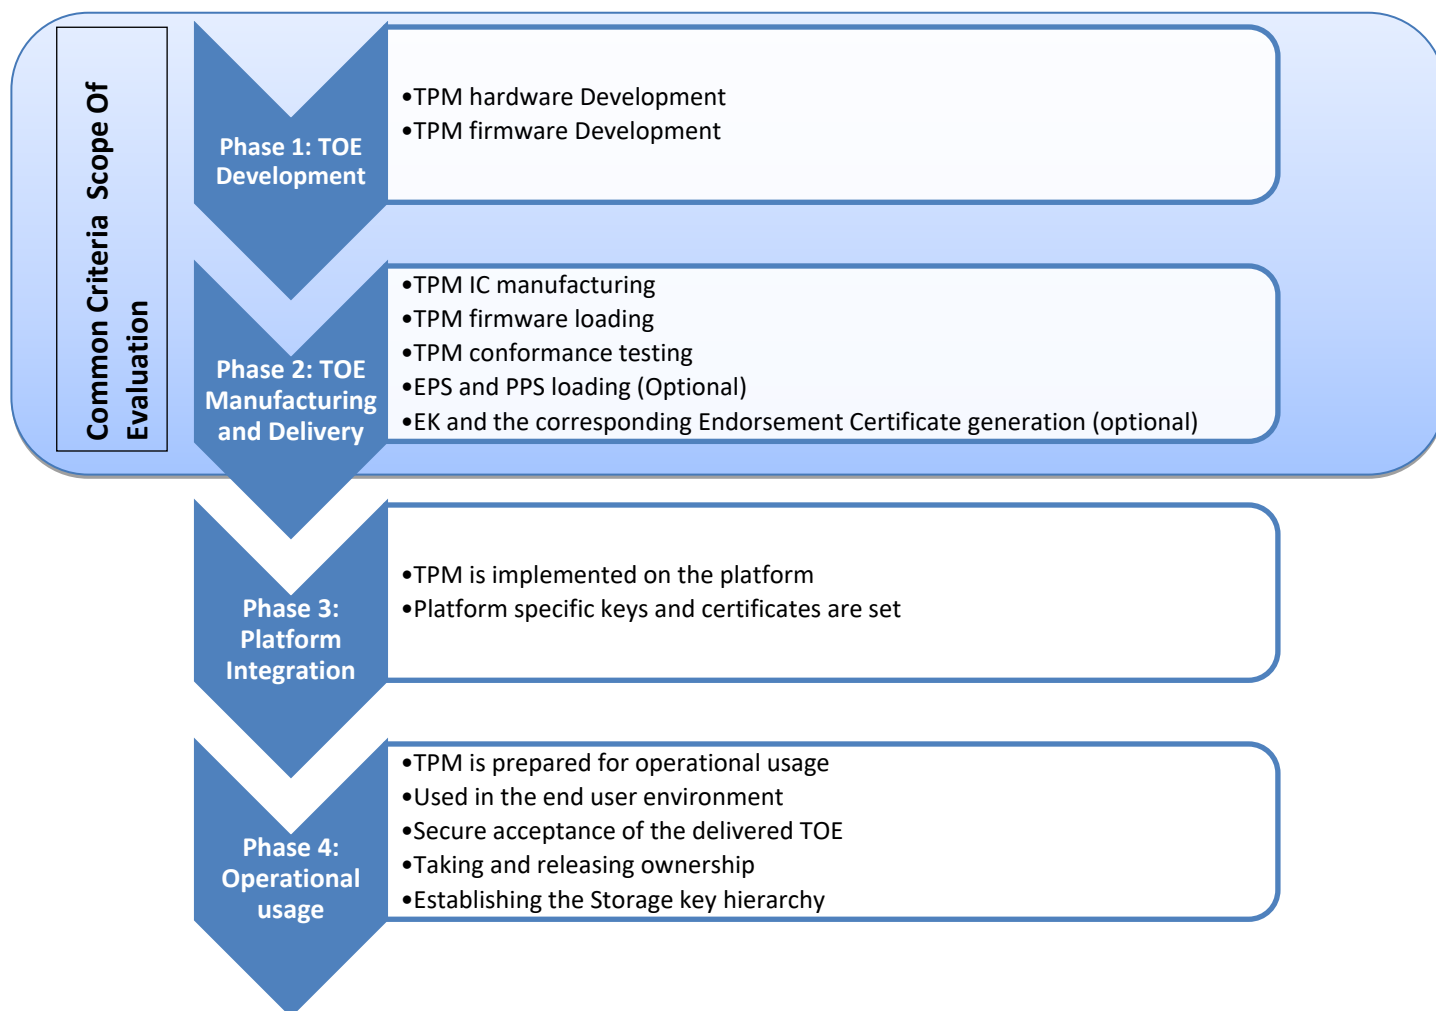 Common Criteria  Scope Of
Evaluation
Phase 1: TOE
Development
•TPM hardware Development
•TPM firmware Development
Phase 2: TOE
Manufacturing
and Delivery
•TPM IC manufacturing
•TPM firmware loading
•TPM conformance testing
•EPS and PPS loading (Optional)
•EK and the corresponding Endorsement Certificate generation (optional)
Phase 3:
Platform
Integration
•TPM is implemented on the platform
•Platform specific keys and certificates are set
Phase 4:
Operational
usage
•TPM is prepared for operational usage
•Used in the end user environment
•Secure acceptance of the delivered TOE
•Taking and releasing ownership
•Establishing the Storage key hierarchy